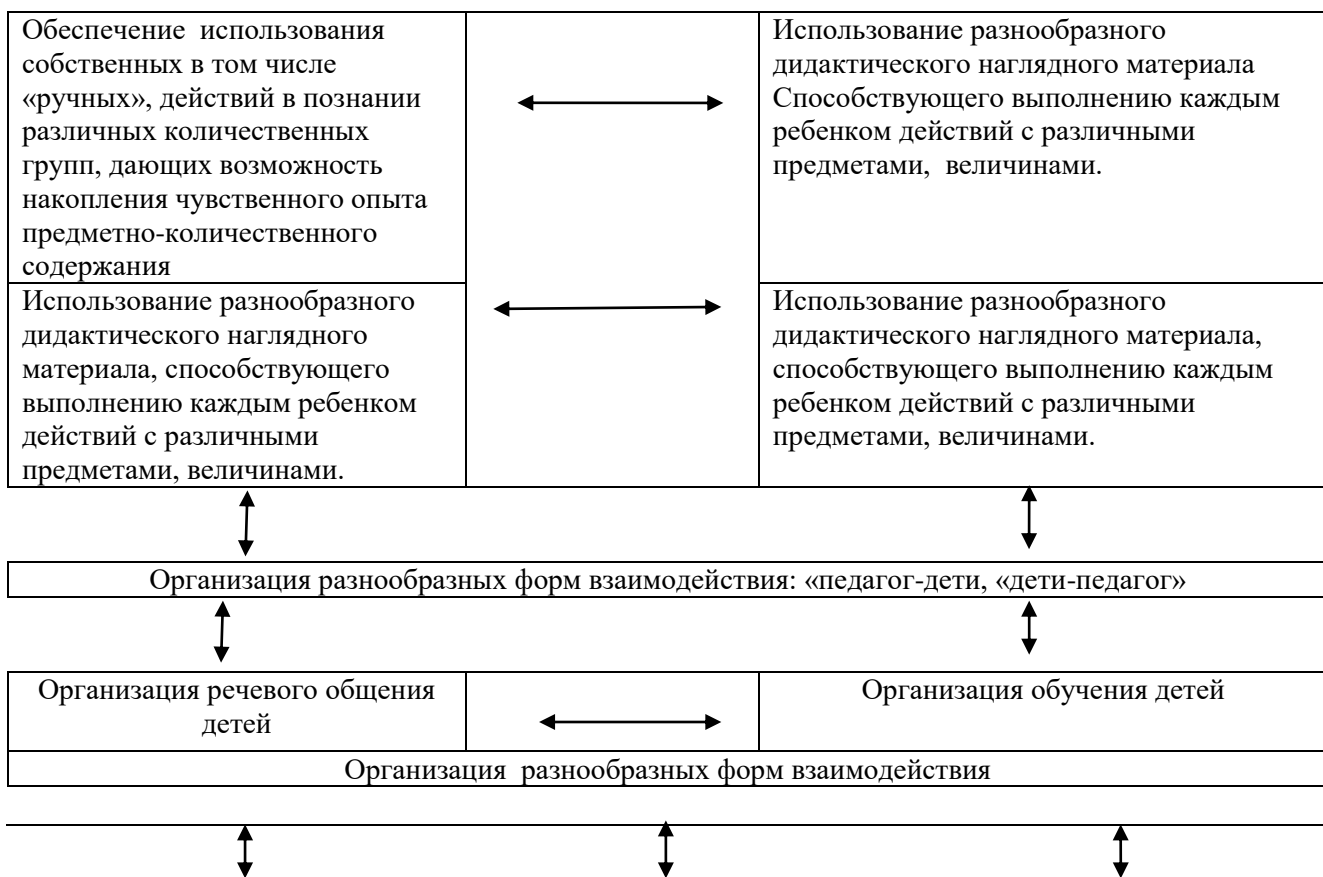 Обеспечение использования
собственных в том числе
«ручных», действий в познании
различных количественных
групп, дающих возможность
накопления чувственного опыта
предметно-количественного
содержания
Использование разнообразного
дидактического наглядного материала
Способствующего выполнению каждым
ребенком действий с различными
предметами, величинами.
Использование разнообразного
дидактического наглядного
материала, способствующего
выполнению каждым ребенком
действий с различными
предметами, величинами.
Использование разнообразного
дидактического наглядного материала,
способствующего выполнению каждым
ребенком действий с различными
предметами, величинами.
Организация разнообразных форм взаимодействия: «педагог-дети, «дети-педагог»
Организация речевого общения
детей
Организация обучения детей
Организация разнообразных форм взаимодействия